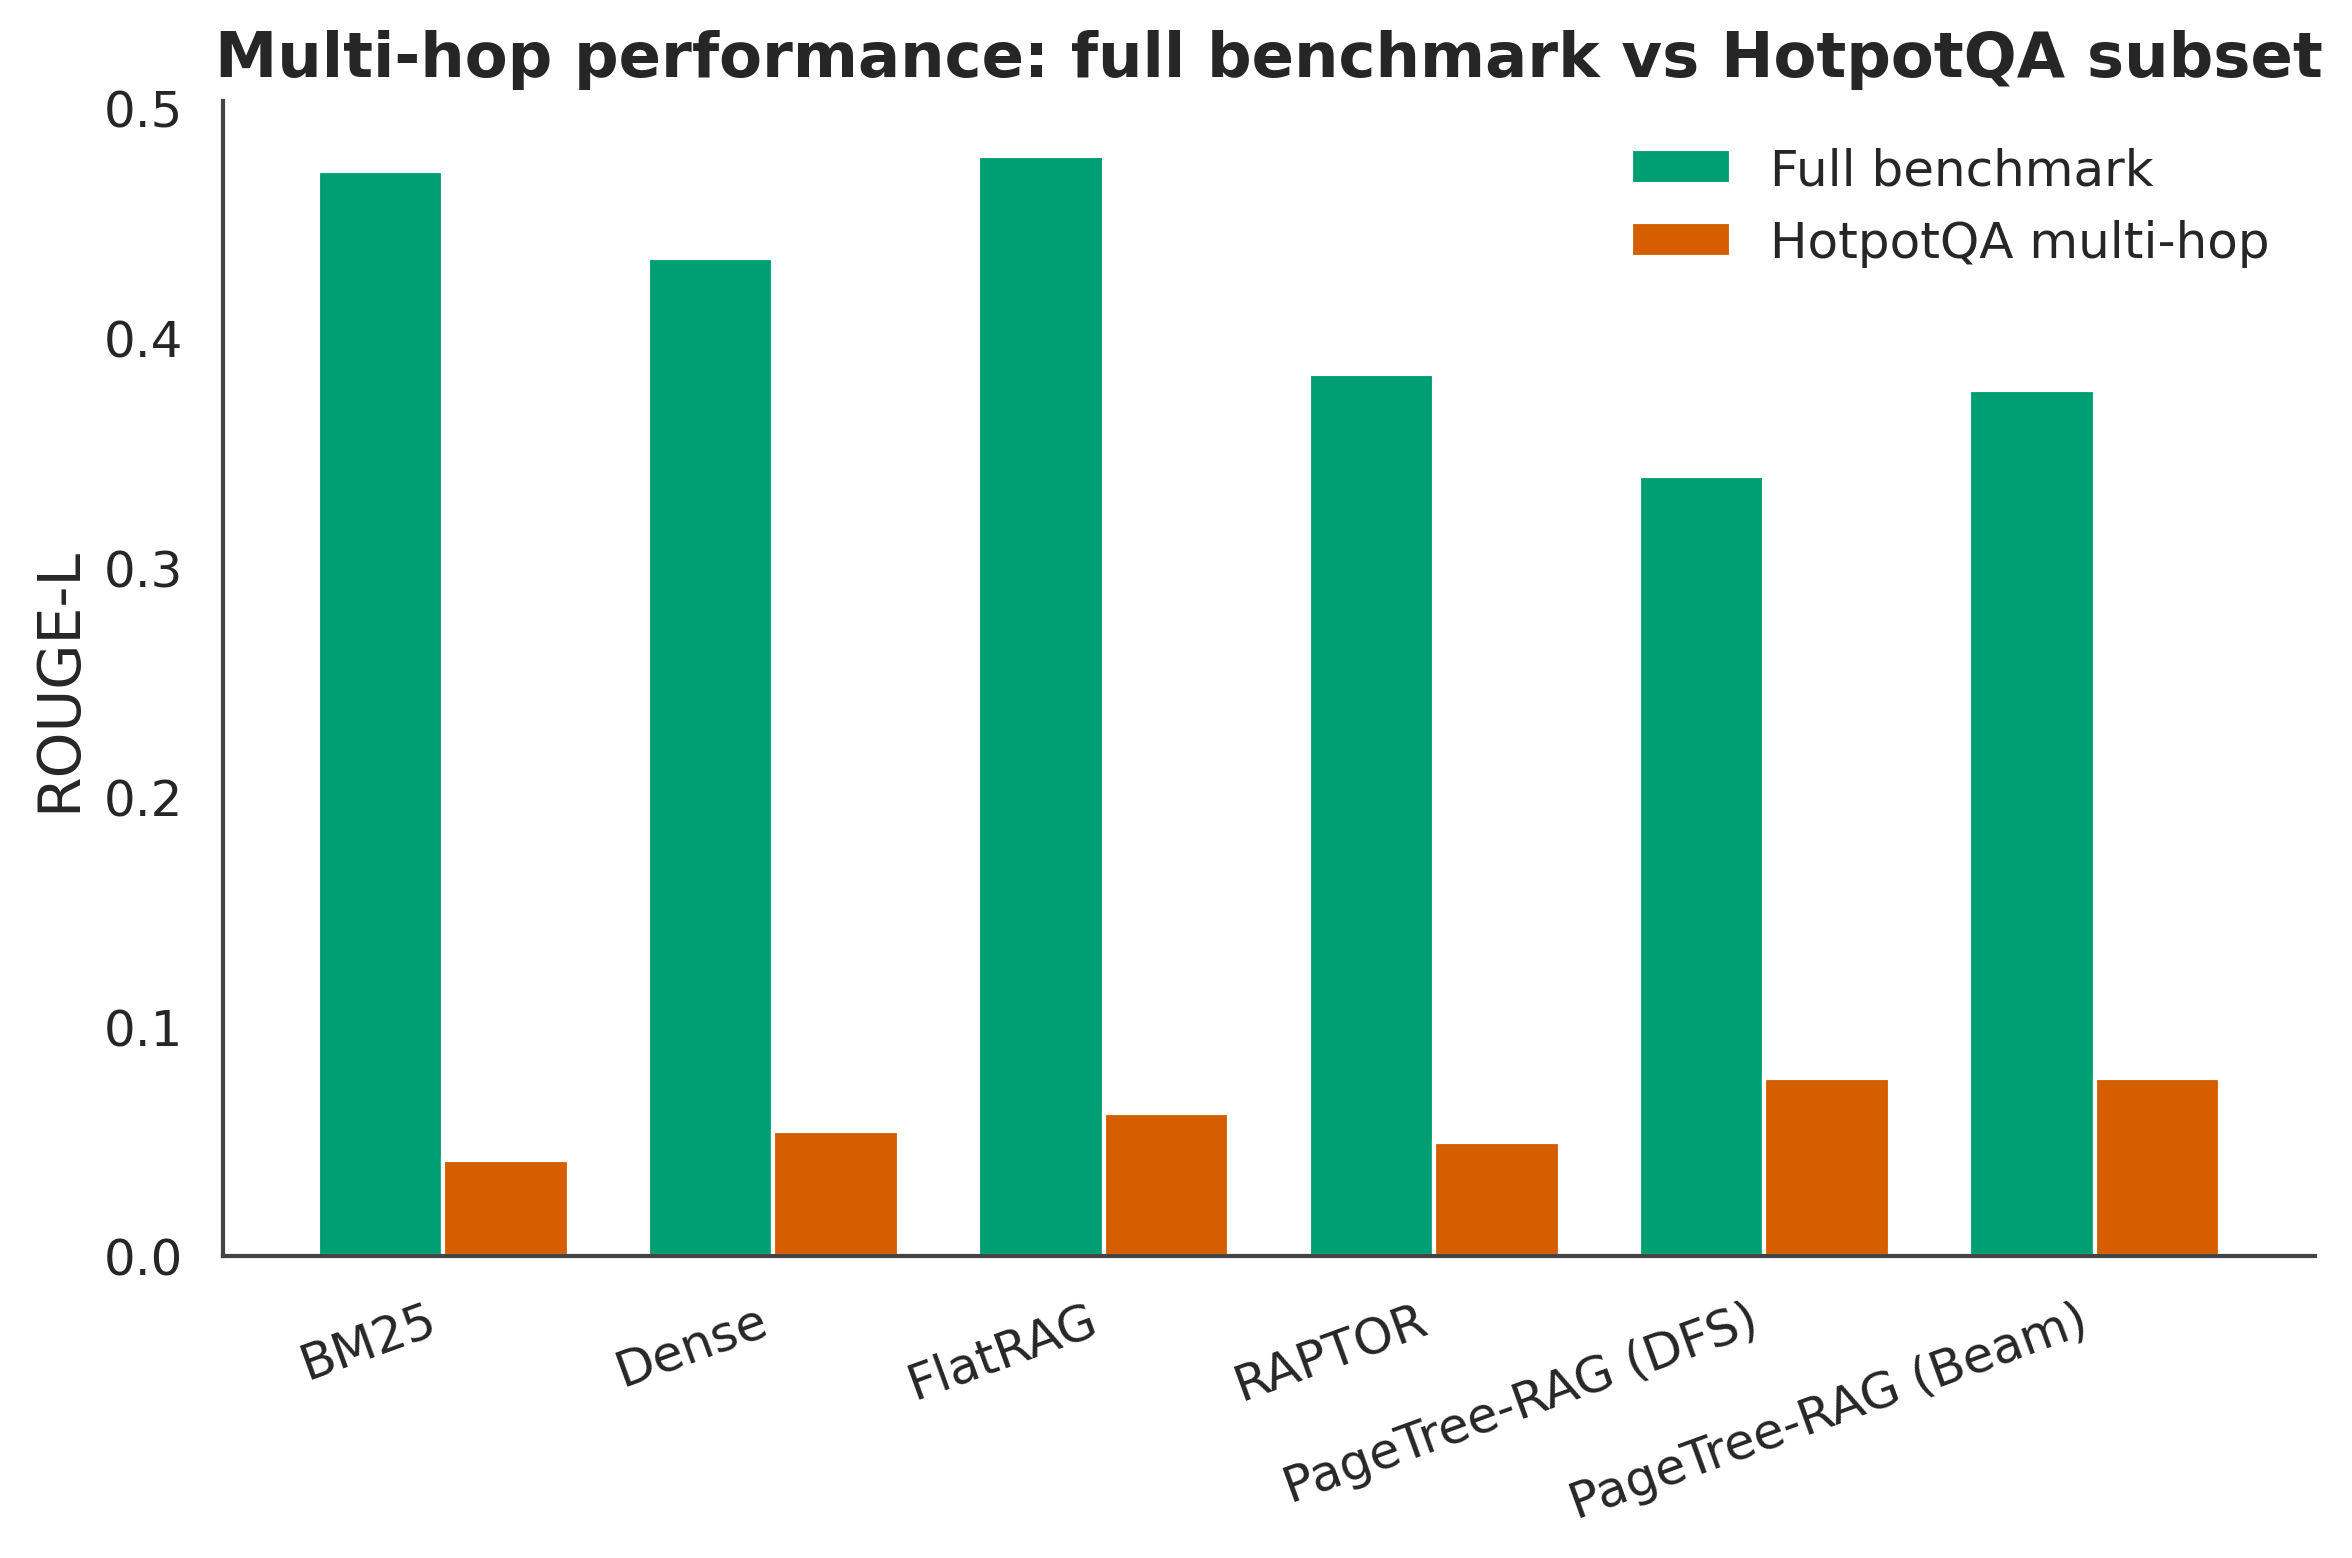 Multi-hop performance: full benchmark vs HotpotQA subset
0.5
0.4
0.3
0.2
0.1
0.0
ROUGE-L
Full benchmark
HotpotQA multi-hop
BM25
Dense
FlatRAG
RAPTOR
PageTree-RAG (DFS)
PageTree-RAG (Beam)